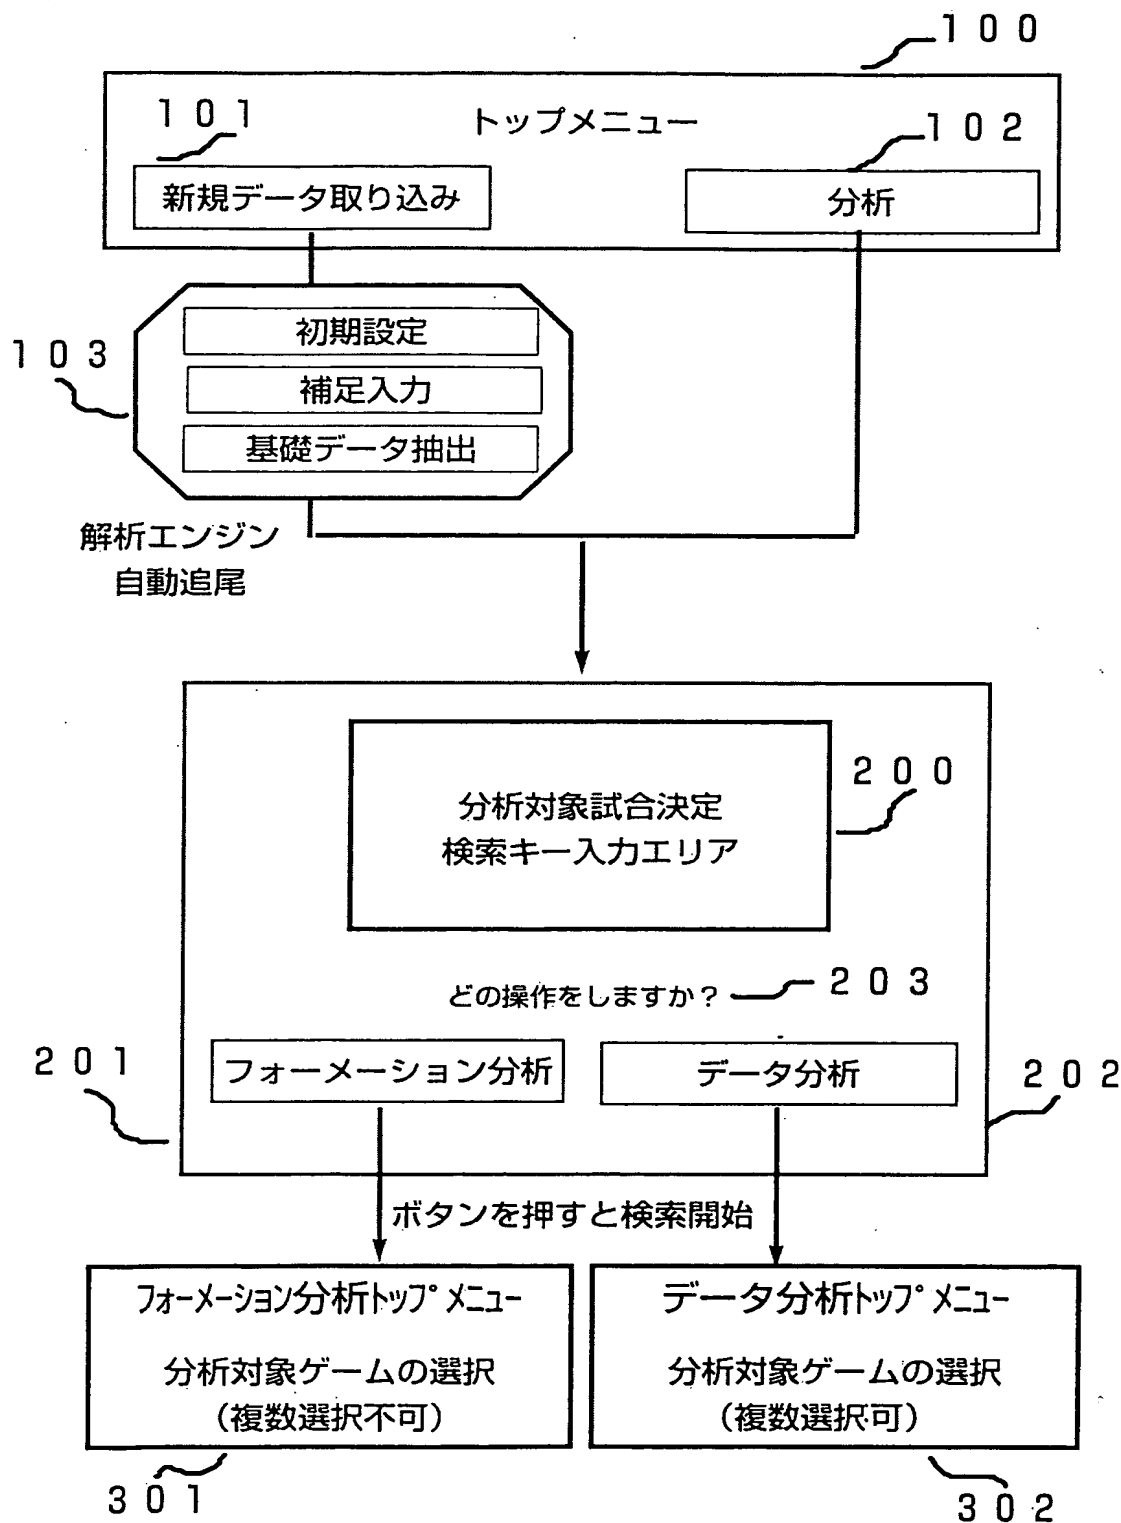 100
101
トップメニュー
102
新規データ取り込み
分析
初期設定
103
補足入力
基礎データ抽出
解析エンジン
自動追尾
200
分析対象試合決定
検索キー入力エリア
どの操作をしますか?
203
201
フォーメーション分析
データ分析
202
ボタンを押すと検索開始
フォーメーション分析トップメニュー
データ分析トップメニュー
分析対象ゲームの選択
(複数選択不可)
分析対象ゲームの選択
(複数選択可)
301
302